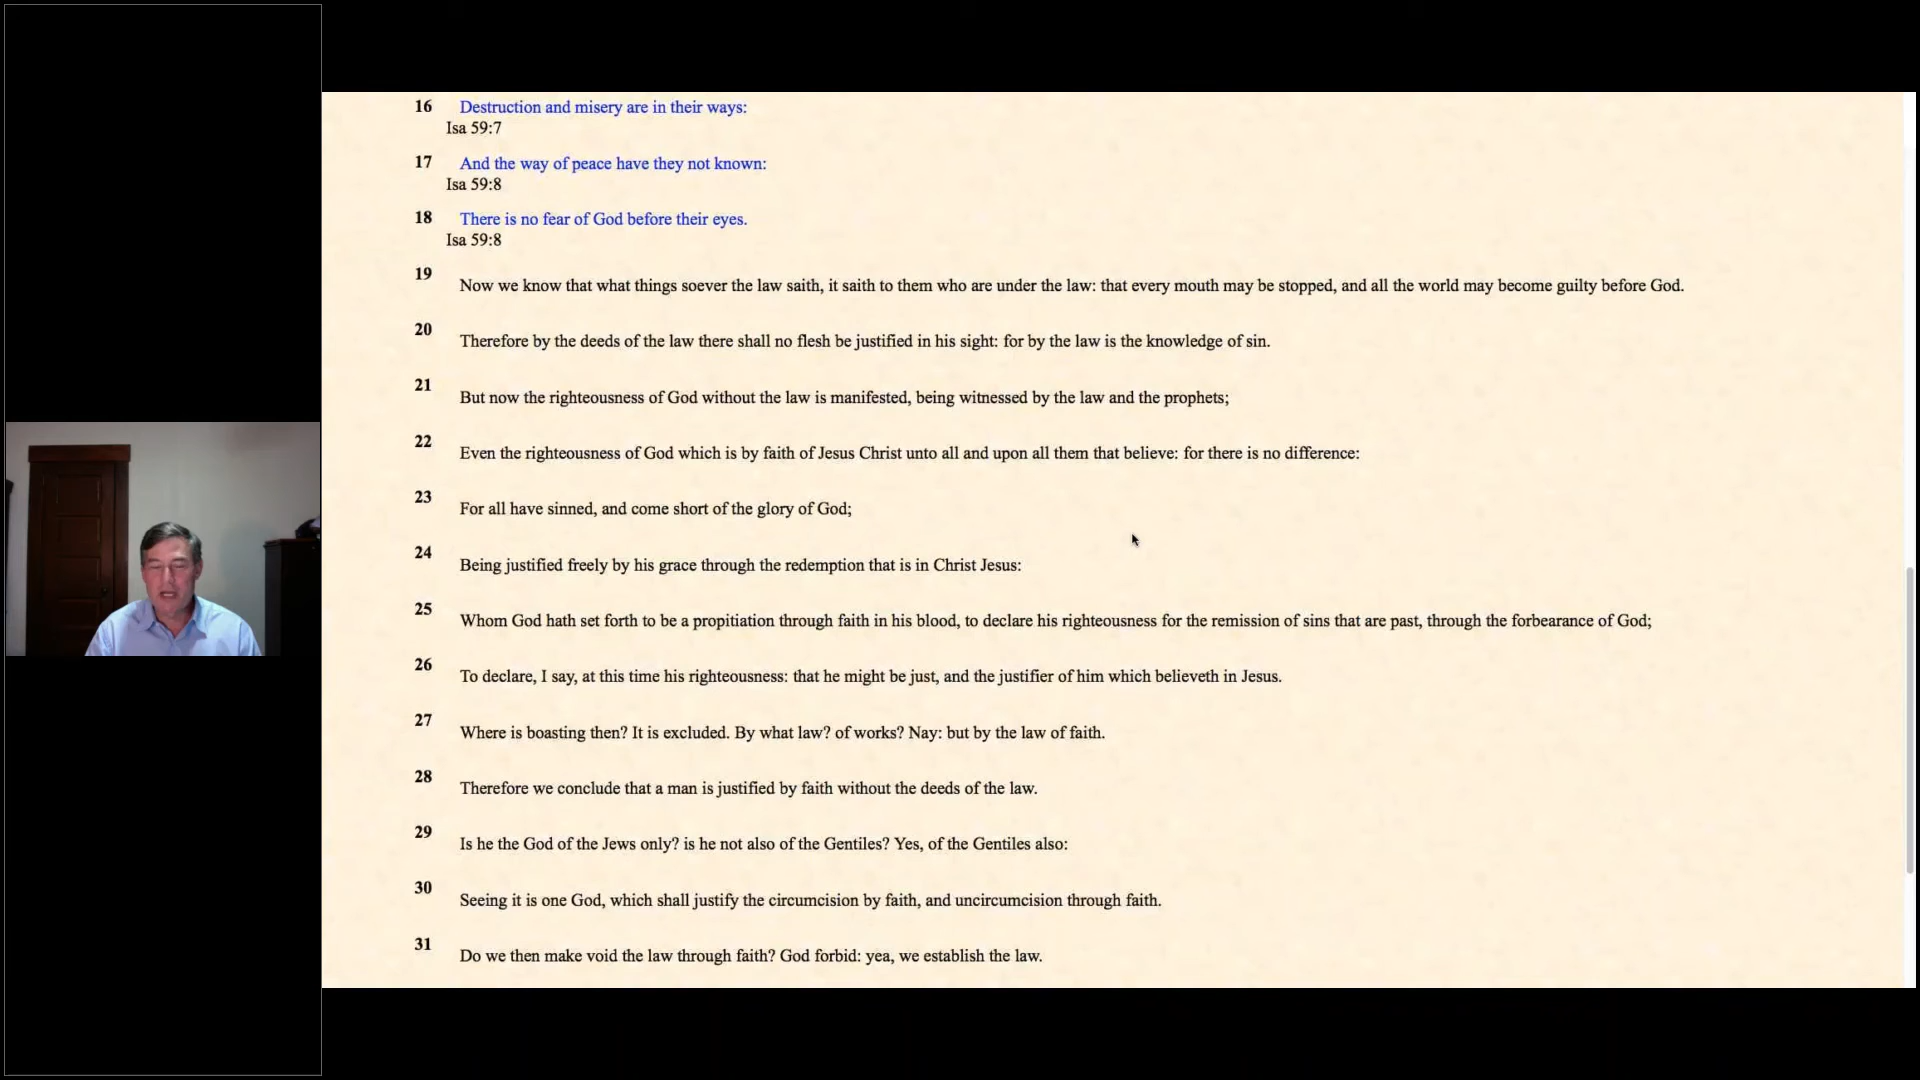 16 Destruction and misery are in their ways:
Isa 59:7
17 And the way of peace have they not known:
Isa 59:8
18 There is no fear of God before their eyes.
Isa 59:8
19 Now we know that what things soever the law saith, it saith to them who are under the law: that every mouth may be stopped, and all the world may become guilty before God.
20 Therefore by the deeds of the law there shall no flesh be justified in his sight: for by the law is the knowledge of sin.
21 But now the righteousness of God without the law is manifested, being witnessed by the law and the prophets;
22 Even the righteousness of God which is by faith of Jesus Christ unto all and upon all them that believe: for there is no difference:
23 For all have sinned, and come short of the glory of God;
24 Being justified freely by his grace through the redemption that is in Christ Jesus:
25 Whom God hath set forth to be a propitiation through faith in his blood, to declare his righteousness for the remission of sins that are past, through the forbearance of God;
26 To declare, I say, at this time his righteousness: that he might be just, and the justifier of him which believeth in Jesus.
27 Where is boasting then? It is excluded. By what law? of works? Nay: but by the law of faith.
28 Therefore we conclude that a man is justified by faith without the deeds of the law.
29 Is he the God of the Jews only? is he not also of the Gentiles? Yes, of the Gentiles also:
30 Seeing it is one God, which shall justify the circumcision by faith, and uncircumcision through faith.
31 Do we then make void the law through faith? God forbid: yea, we establish the law.